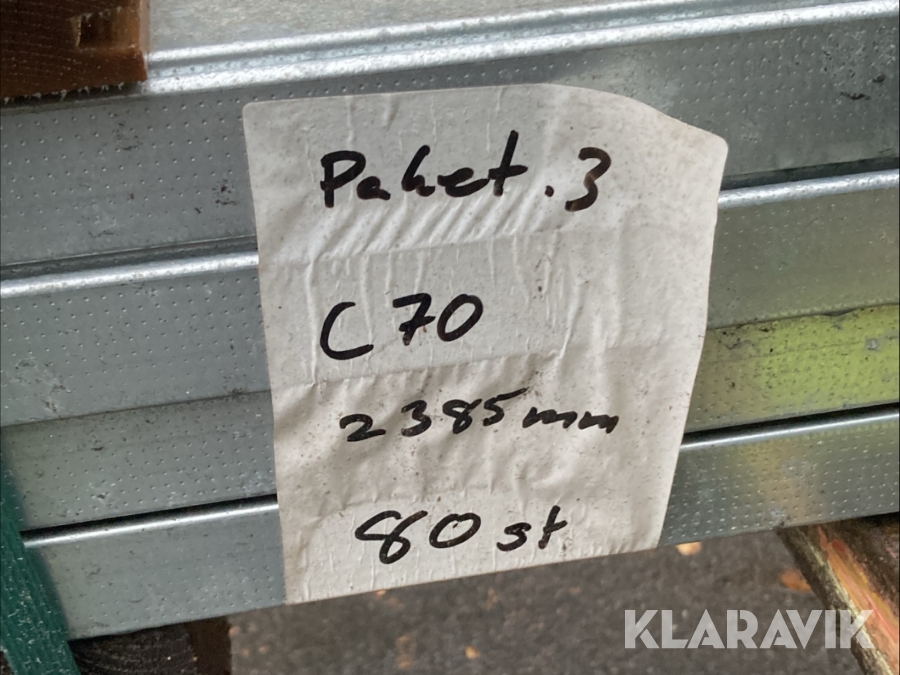 Paket.3
C70
2385mm
80 st
KLARAVIK